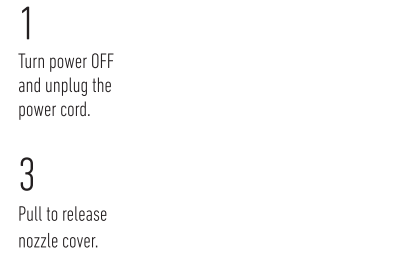 1
Turn power OFF
and unplug the
power cord.
3
Pull to release
nozzle cover.